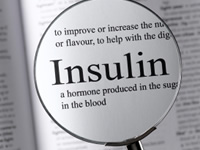 to improve or increase the nu
or flavour, to help with the dig
Insulin
a hormone produced in the sug
in the blood